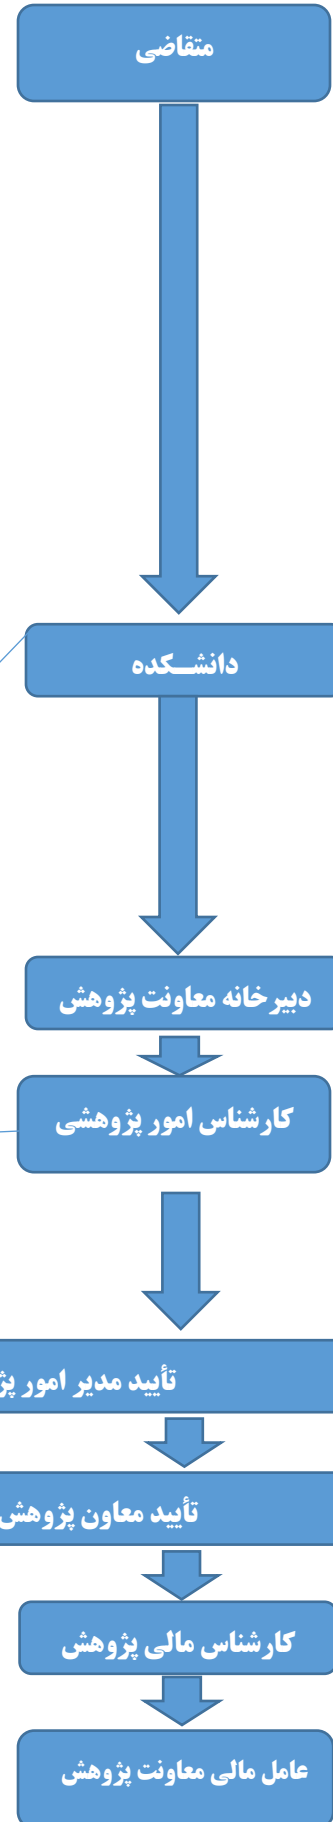 متقاضی
دانشــکده
دبیرخانه معاونت پژوهش
کارشناس امور پژوهشی
تأیید مدیر امور
تأیید معاون پژوهش
کارشناس مالی پژوهش
عامل مالی معاونت پژوهش